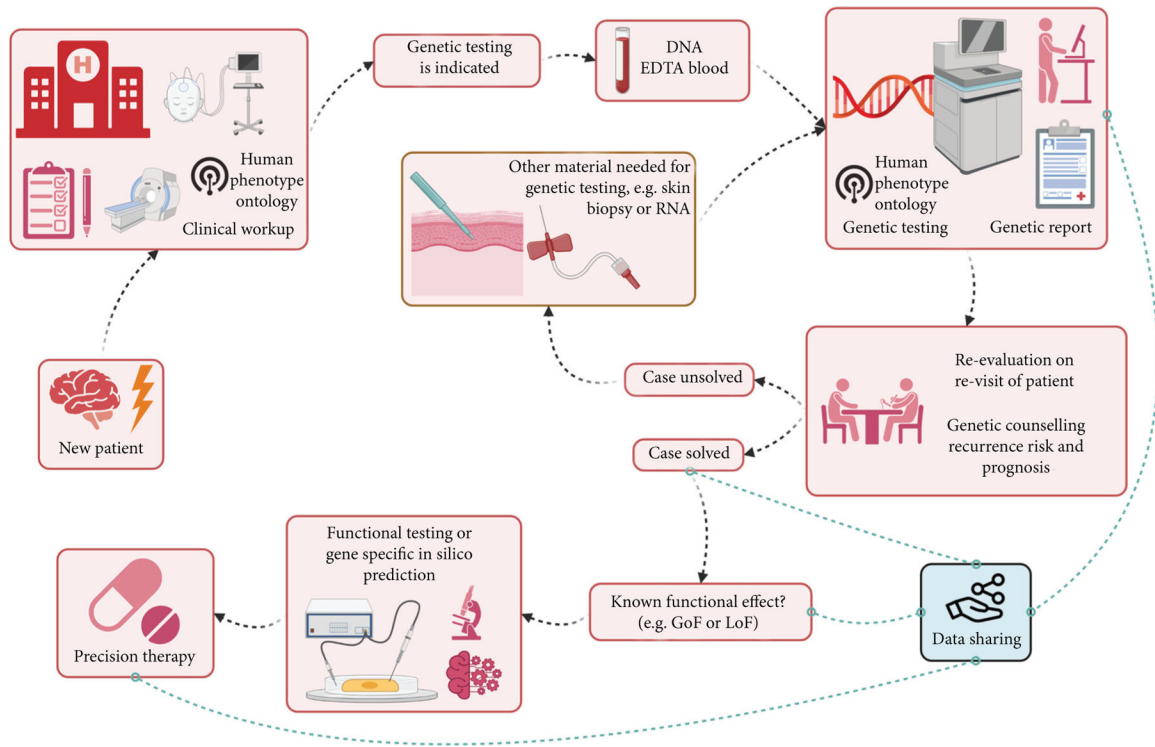 H
Human
phenotype
ontology
Clinical workup
Genetic testing
is indicated
DNA
EDTA blood
Human
phenotype
ontology
Genetic testing
Genetic report
Other material needed for
genetic testing, e.g. skin
biopsy or RNA
New patient
Re-evaluation on
re-visit of patient
Genetic counselling
recurrence risk and
prognosis
Case unsolved
Case solved
Known functional effect?
(e.g. GoF or LoF)
Data sharing
Functional testing or
gene specific in silico
prediction
Precision therapy